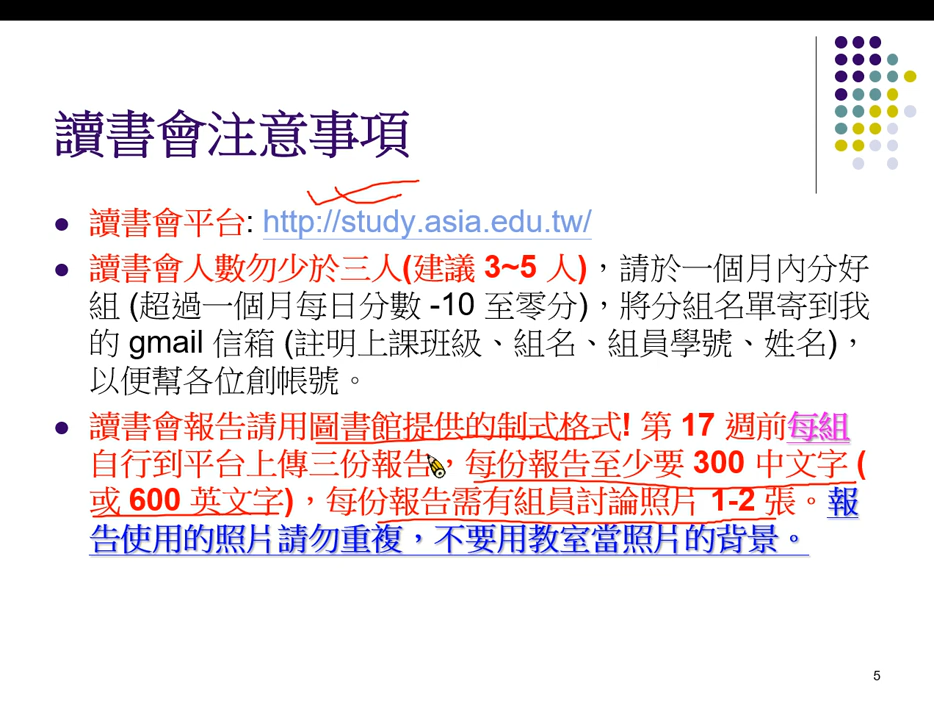 讀書會注意事項
讀書會平台: http://study.asia.edu.tw/
讀書會人數勿少於三人(建議 3~5 人)，請於一個月內分好
組 (超過一個月每日分數 -10 至零分)，將分組名單寄到我
的 gmail 信箱 (註明上課班級、組名、組員學號、姓名)，
以便幫各位創帳號。
讀書會報告請用圖書館提供的制式格式! 第 17 週前每組
自行到平台上傳三份報告，每份報告至少要 300 中文字 (
或 600 英文字)，每份報告需有組員討論照片 1-2 張。報
告使用的照片請勿重複，不要用教室當照片的背景。
5